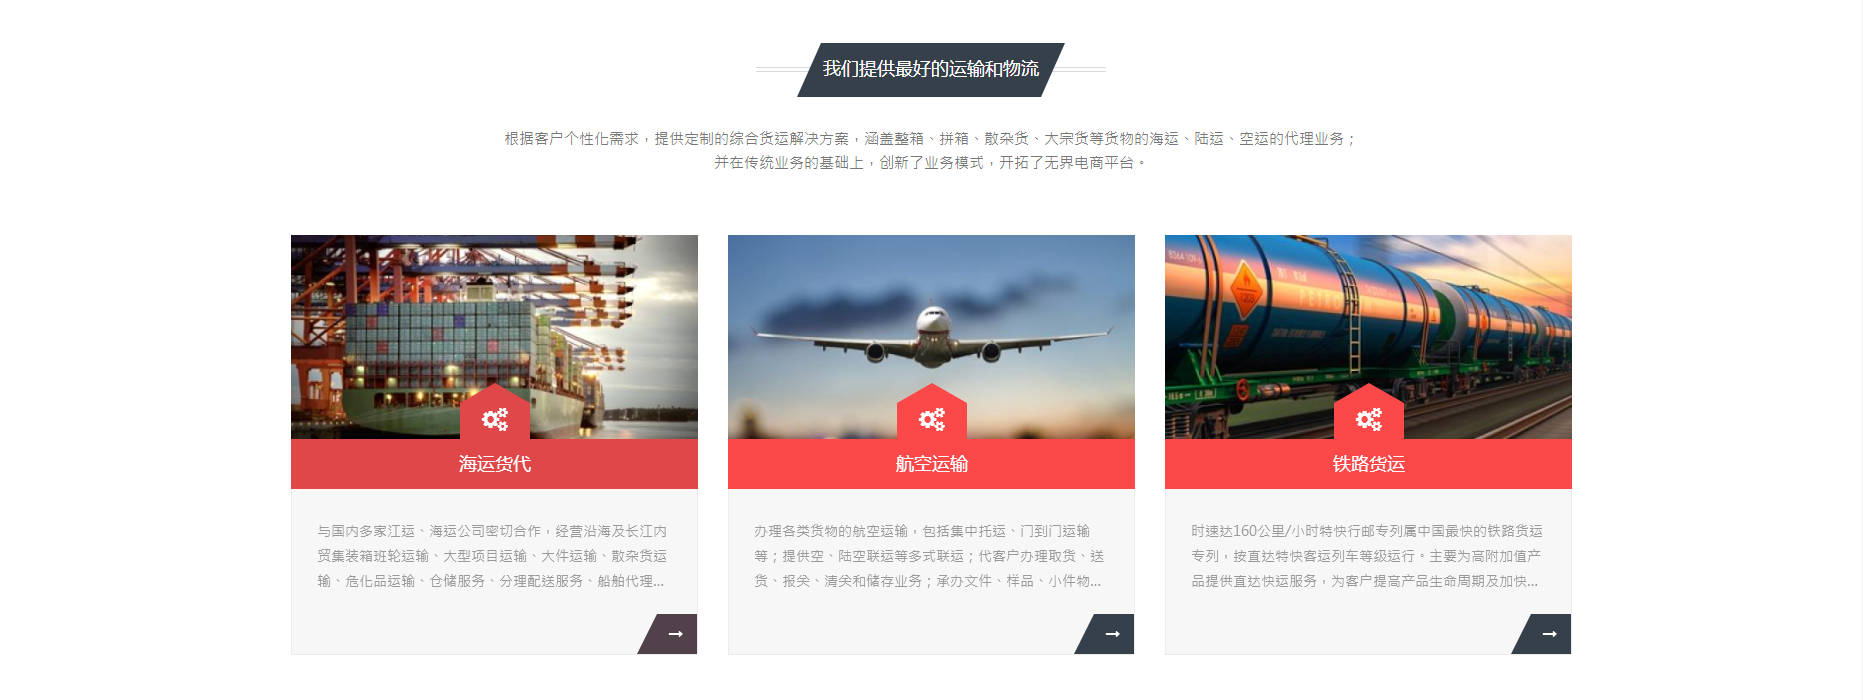 我们提供最好的运输和物流
根据客户个性化需求，提供定制的综合货运解决方案，涵盖整箱、拼箱、散杂货、大宗货等货物的海运、陆运、空运的代理业务；
并在传统业务的基础上，创新了业务模式，开拓了无界电商平台。
海运货代
航空运输
铁路货运
与国内多家江运、海运公司密切合作，经营沿海及长江内
贸集装箱班轮运输、大型项目运输、大件运输、散杂货运
输、危化品运输、仓储服务、分理配送服务、船舶代理...
办理各类货物的航空运输，包括集中托运、门到门运输
等；提供空、陆空联运等多式联运；代客户办理取货、送
货、报关、清关和储存业务；承办文件、样品、小件物...
时速达160公里/小时特快行邮专列属中国最快的铁路货运
专列，按直达特快客运列车等级运行。主要为高附加值产
品提供直达快运服务，为客户提高产品生命周期及加快...